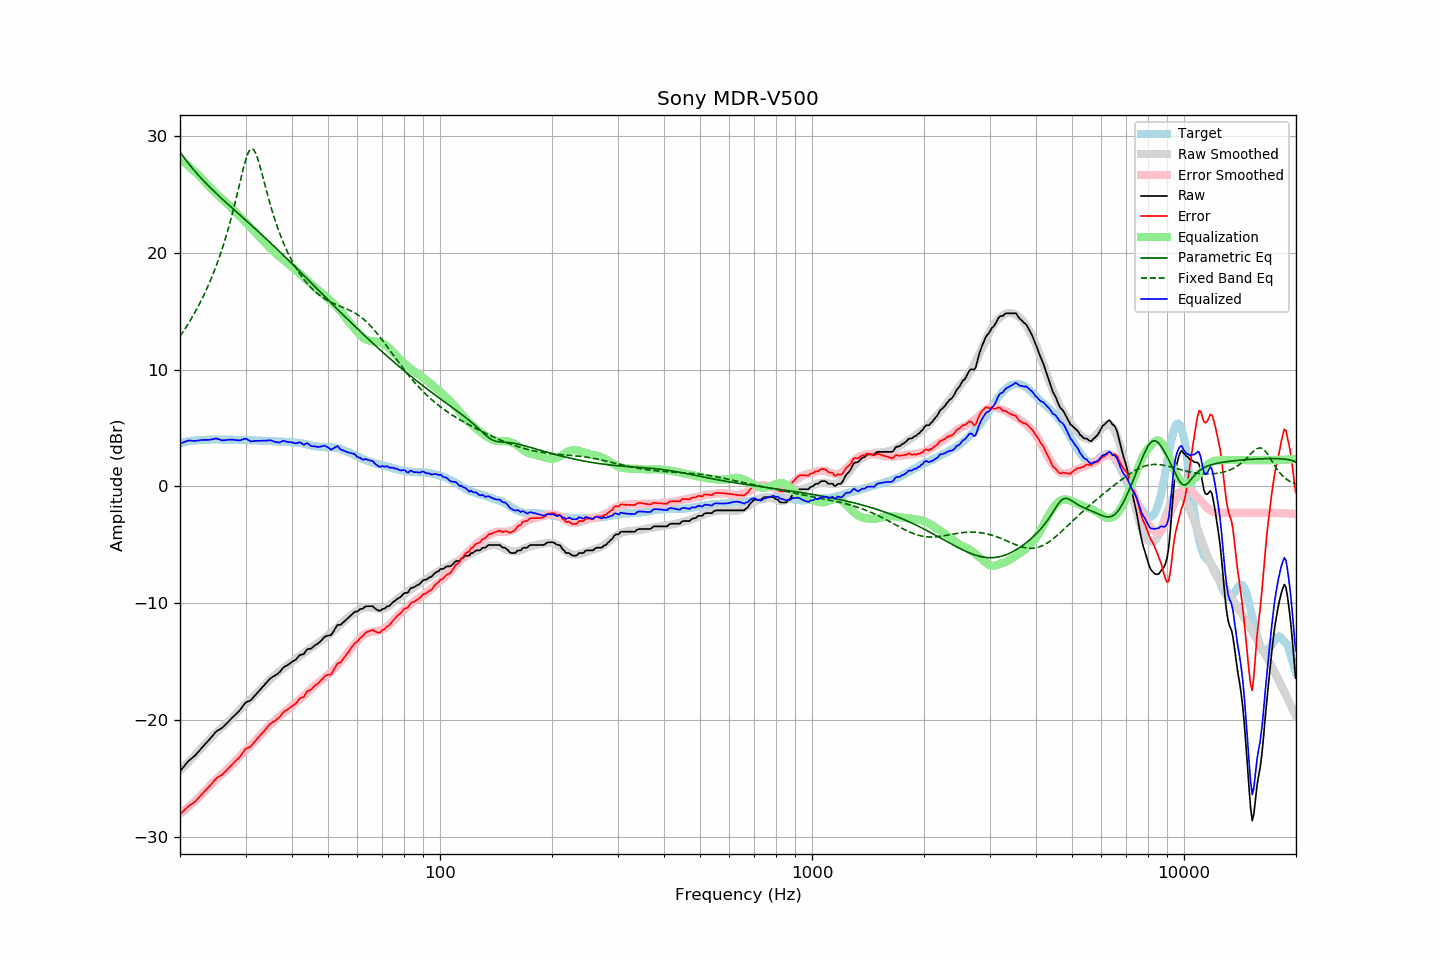 Sony MDR-V500
30
20
10
0
−10
−20
−30
Amplitude (dBr)
100
1000
10000
Frequency (Hz)
Target
Raw Smoothed
Error Smoothed
Raw
Error
Equalization
Parametric Eq
Fixed Band Eq
Equalized